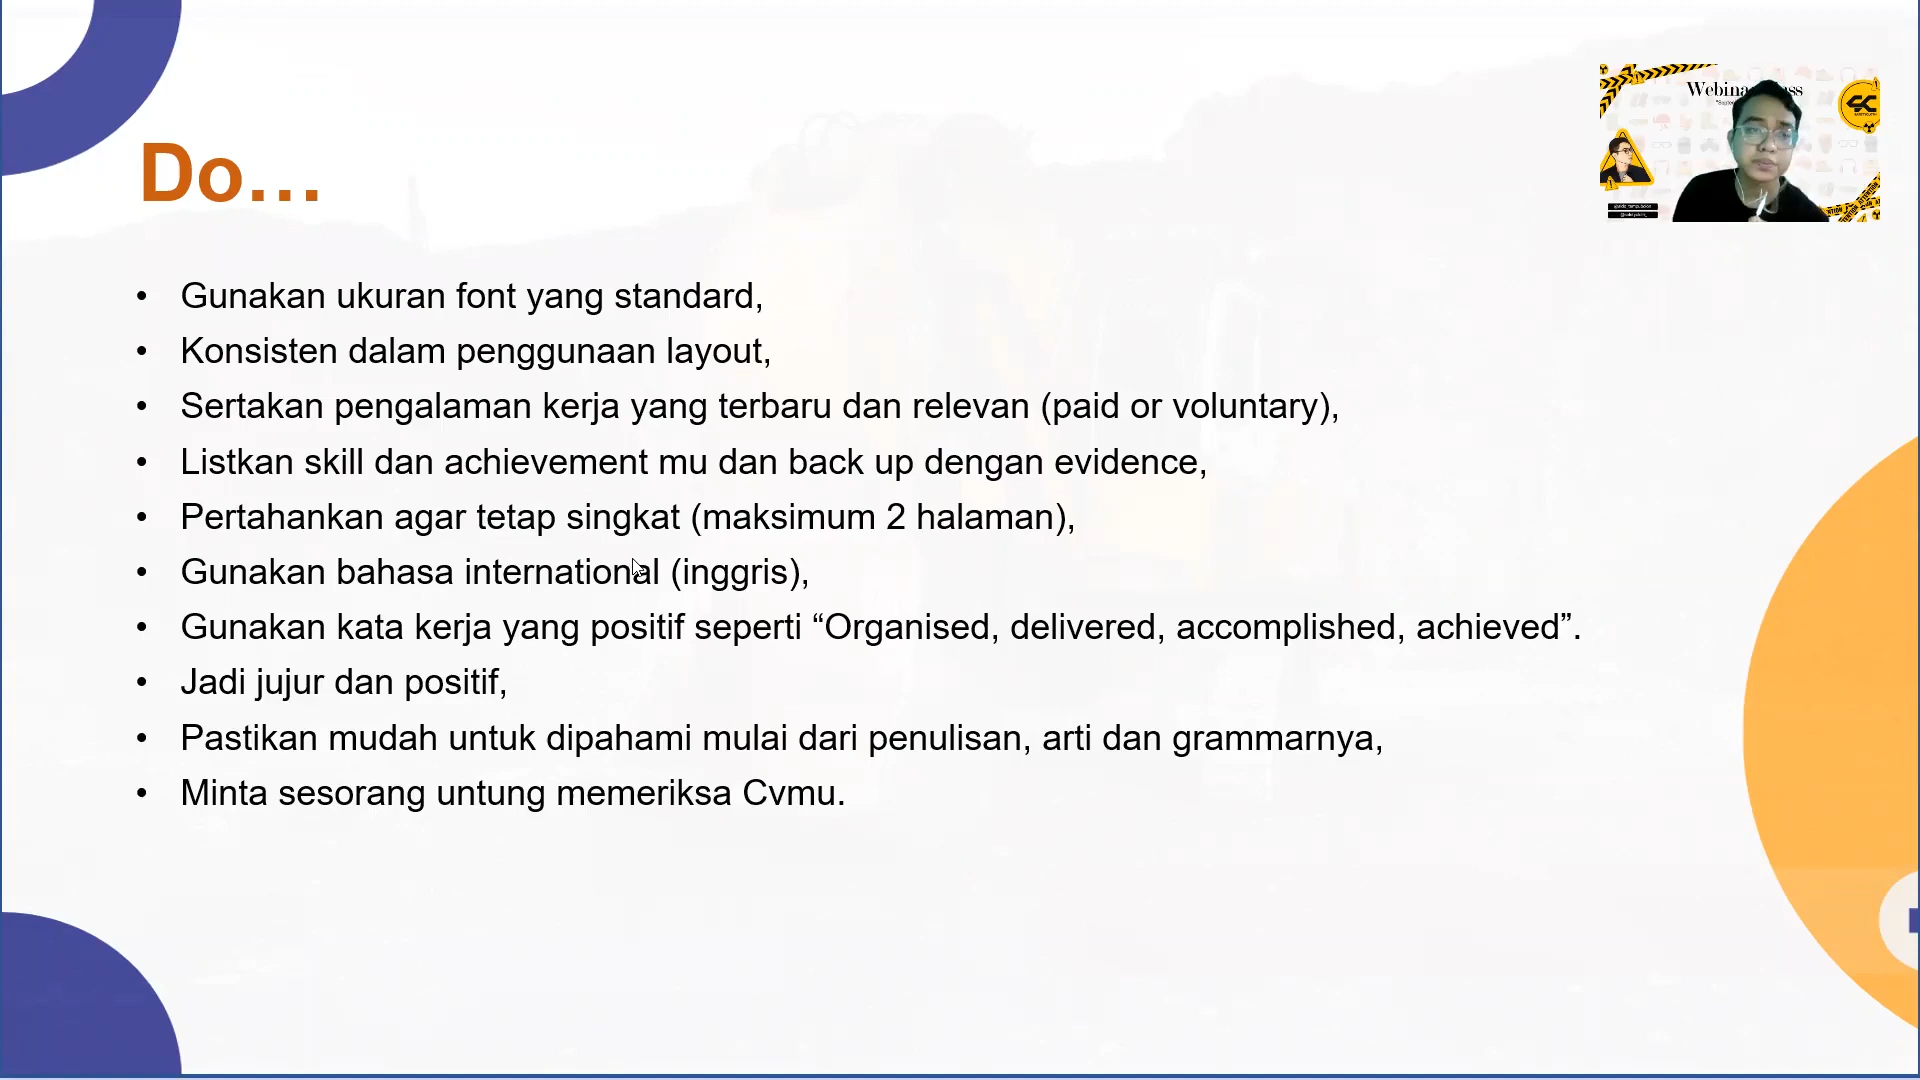 Do…
• Gunakan ukuran font yang standard,
• Konsisten dalam penggunaan layout,
• Sertakan pengalaman kerja yang terbaru dan relevan (paid or voluntary),
• Listkan skill dan achievement mu dan back up dengan evidence,
• Pertahankan agar tetap singkat (maksimum 2 halaman),
• Gunakan bahasa international (inggris),
• Gunakan kata kerja yang positif seperti “Organised, delivered, accomplished, achieved”.
• Jadi jujur dan positif,
• Pastikan mudah untuk dipahami mulai dari penulisan, arti dan grammarnya,
• Minta sesorang untung memeriksa Cvmu.